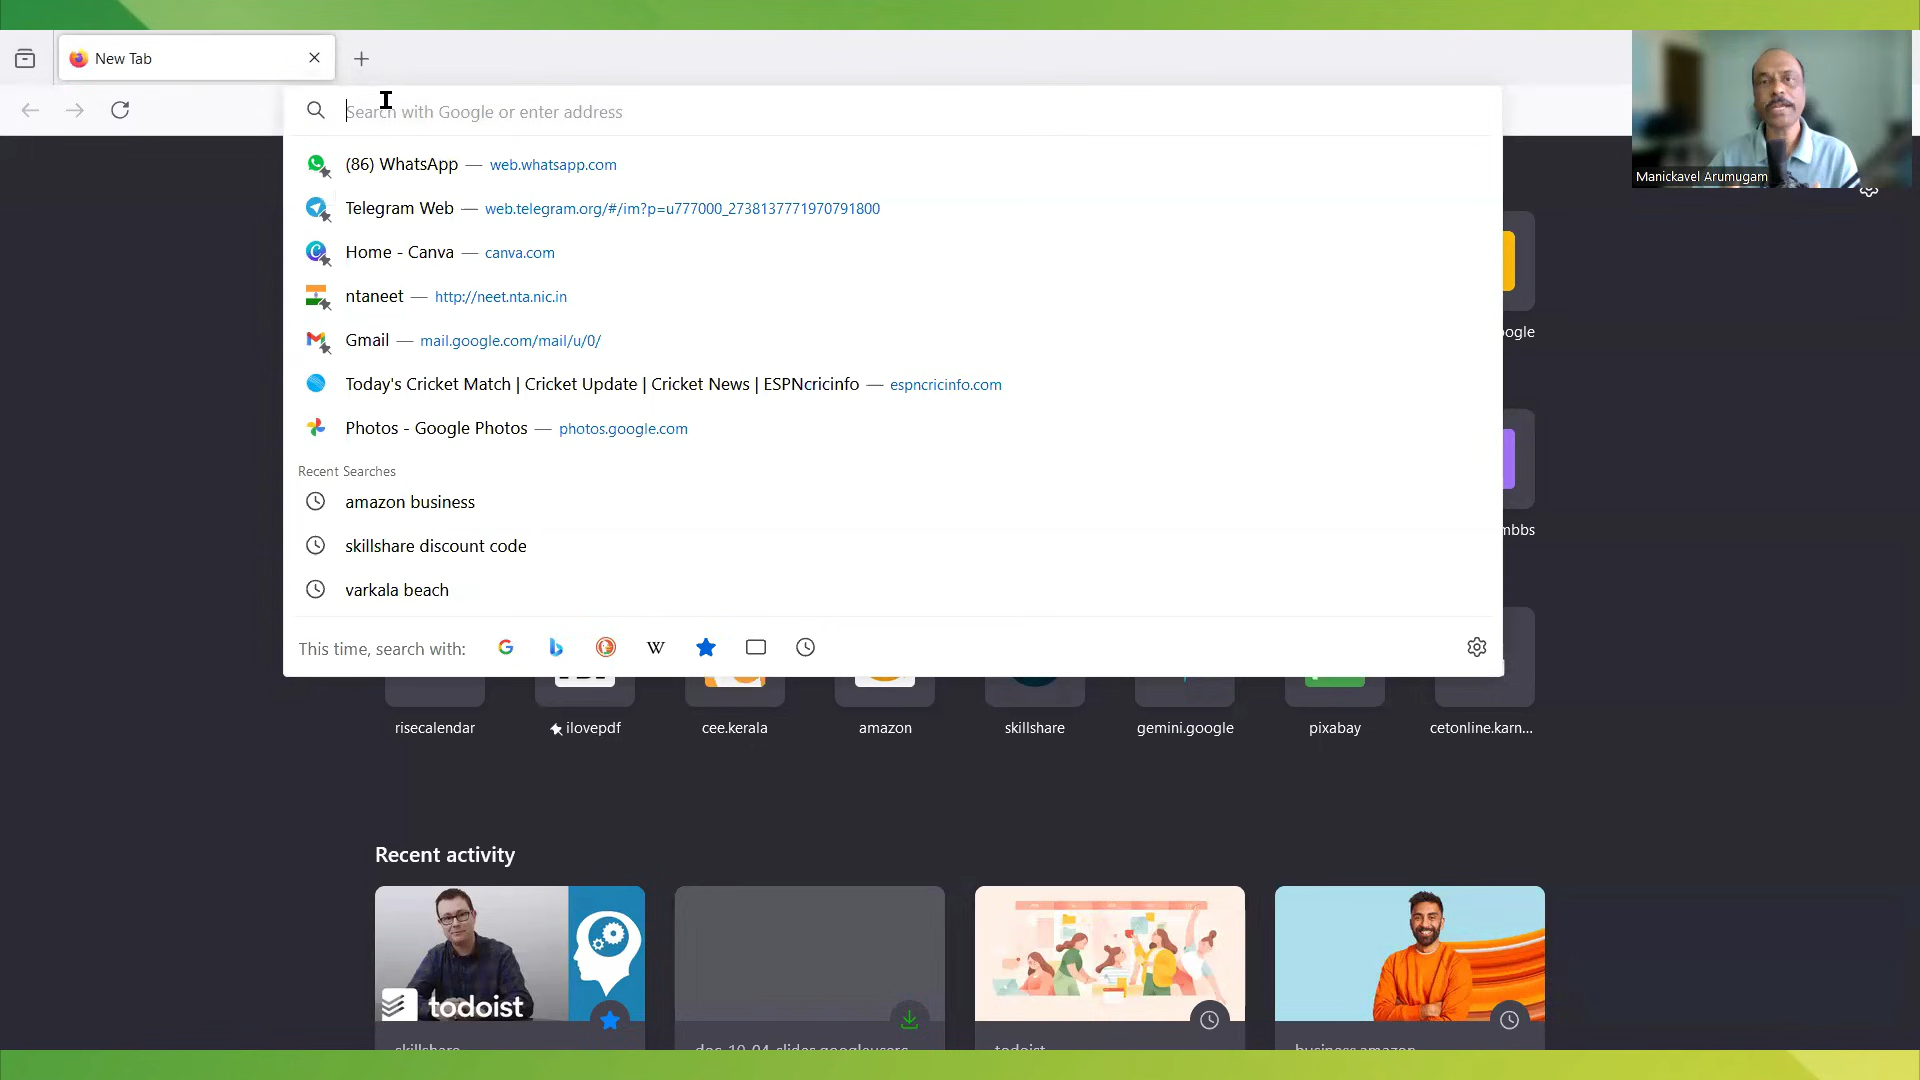 New Tab
Search with Google or enter address
Manickavel Arumugam
(86) WhatsApp — web.whatsapp.com
Telegram Web — web.telegram.org/#/im?p=u777000_2738137771970791800
Home - Canva — canva.com
ntaneet — http://neet.nta.nic.in
Gmail — mail.google.com/mail/u/0/
ogle
Today's Cricket Match | Cricket Update | Cricket News | ESPNcricinfo — espncricinfo.com
Photos - Google Photos — photos.google.com
Recent Searches
amazon business
nbbs
skillshare discount code
varkala beach
This time, search with:
W
risecalendar
ilovepdf
cee.kerala
amazon
skillshare
gemini.google
pixabay
cetonline.karn...
Recent activity
todoist